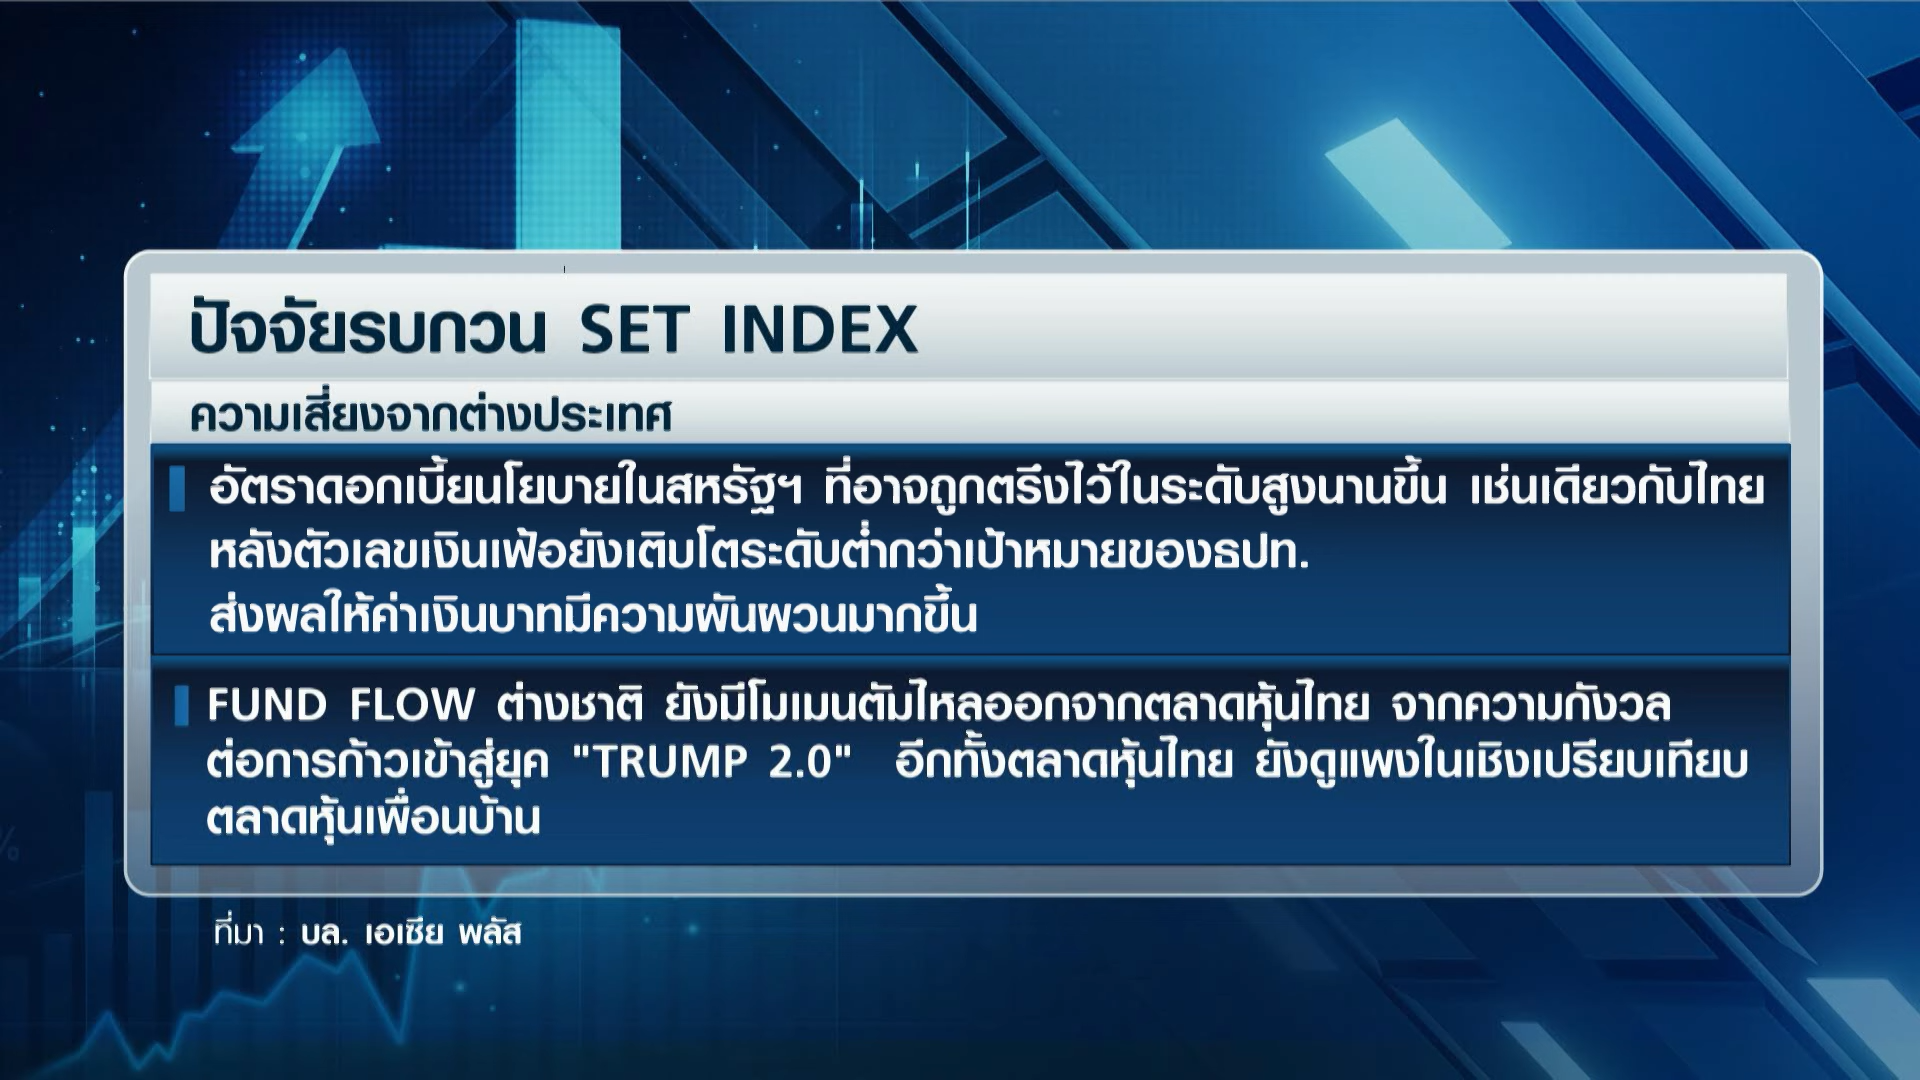 ปัจจัยรบกวน SET INDEX
ความเสี่ยงจากต่างประเทศ
อัตราดอกเบี้ยนโยบายในสหรัฐฯ ที่อาจถูกตรึงไว้ในระดับสูงนานขึ้น เช่นเดียวกับไทย
หลังตัวเลขเงินเฟ้อยังเติบโตระดับต่ำกว่าเป้าหมายของธปท.
ส่งผลให้ค่าเงินบาทมีความผันผวนมากขึ้น
FUND FLOW ต่างชาติ ยังมีโมเมนตัมไหลออกจากตลาดหุ้นไทย จากความกังวล
ต่อการก้าวเข้าสู่ยุค "TRUMP 2.0" อีกทั้งตลาดหุ้นไทย ยังดูแพงในเชิงเปรียบเทียบ
ตลาดหุ้นเพื่อนบ้าน
ที่มา : บล. เอเซีย พลัส